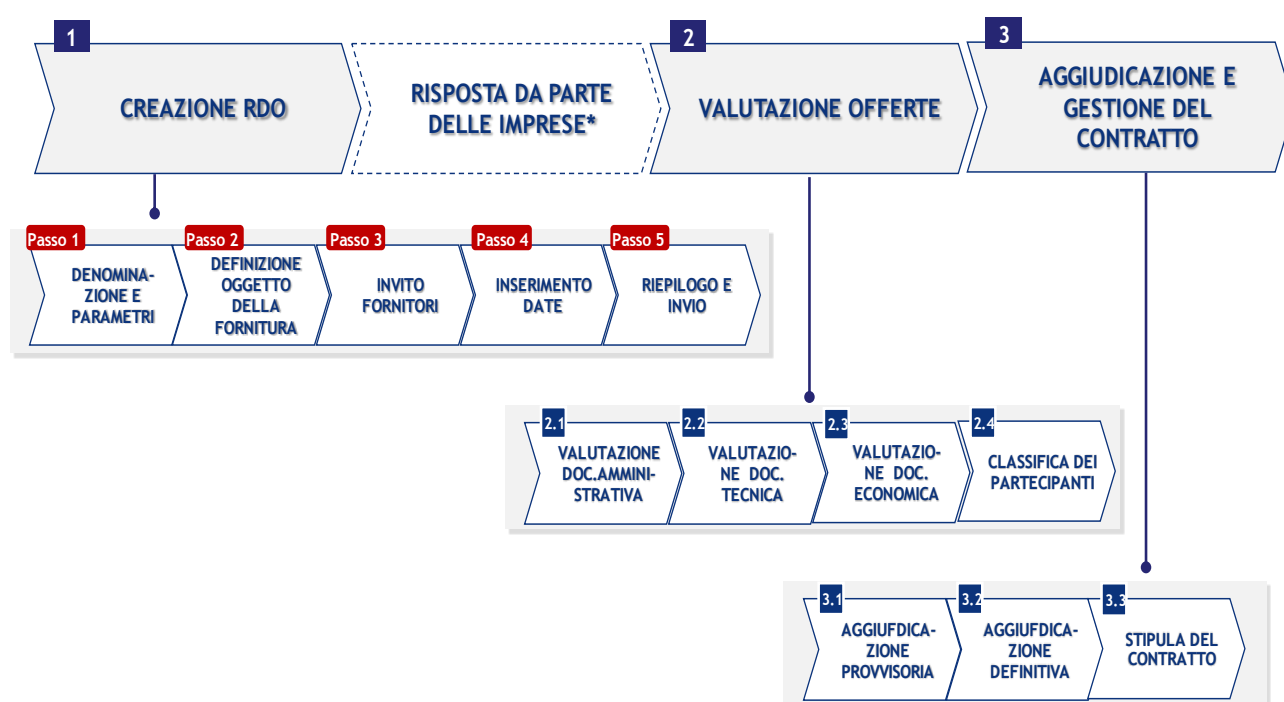 1
CREAZIONE RDO
RISPOSTA DA PARTE
DELLE IMPRESE*
2
VALUTAZIONE OFFERTE
3
AGGIUDICAZIONE E
GESTIONE DEL
CONTRATTO
Passo 1
DENOMINA-
ZIONE E
PARAMETRI
Passo 2
DEFINIZIONE
OGGETTO
DELLA
FORNITURA
Passo 3
INVITO
FORNITORI
Passo 4
INSERIMENTO
DATE
Passo 5
RIEPILOGO E
INVIO
2.1
VALUTAZIONE
DOC.AMMINI-
STRATIVA
2.2
VALUTAZIO-
NE DOC.
TECNICA
2.3
VALUTAZIO-
NE DOC.
ECONOMICA
2.4
CLASSIFICA DEI
PARTECIPANTI
3.1
AGGIUFDICA-
ZIONE
PROVVISORIA
3.2
AGGIUFDICA-
ZIONE
DEFINITIVA
3.3
STIPULA DEL
CONTRATTO